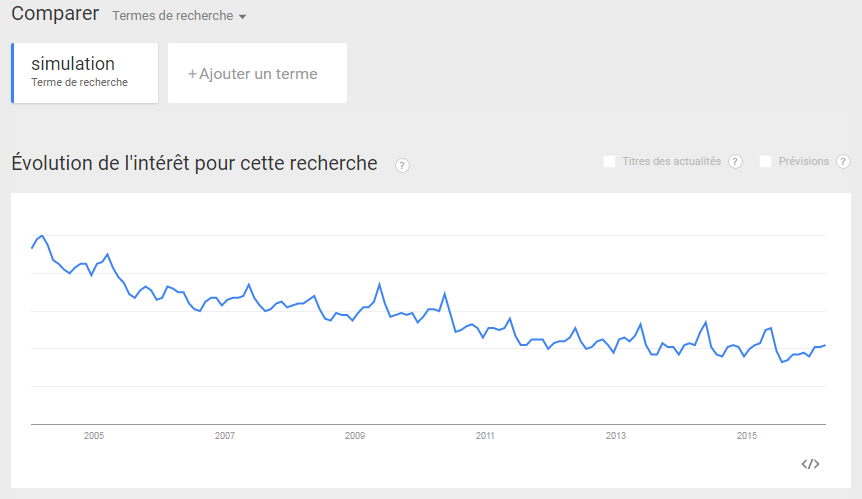 Comparer Termes de recherche
simulation
Terme de recherche
+Ajouter un terme
Évolution de l'intérêt pour cette recherche ?
Titres des actualités ? Prévisions ?
2005 2007 2009 2011 2013 2015
</>